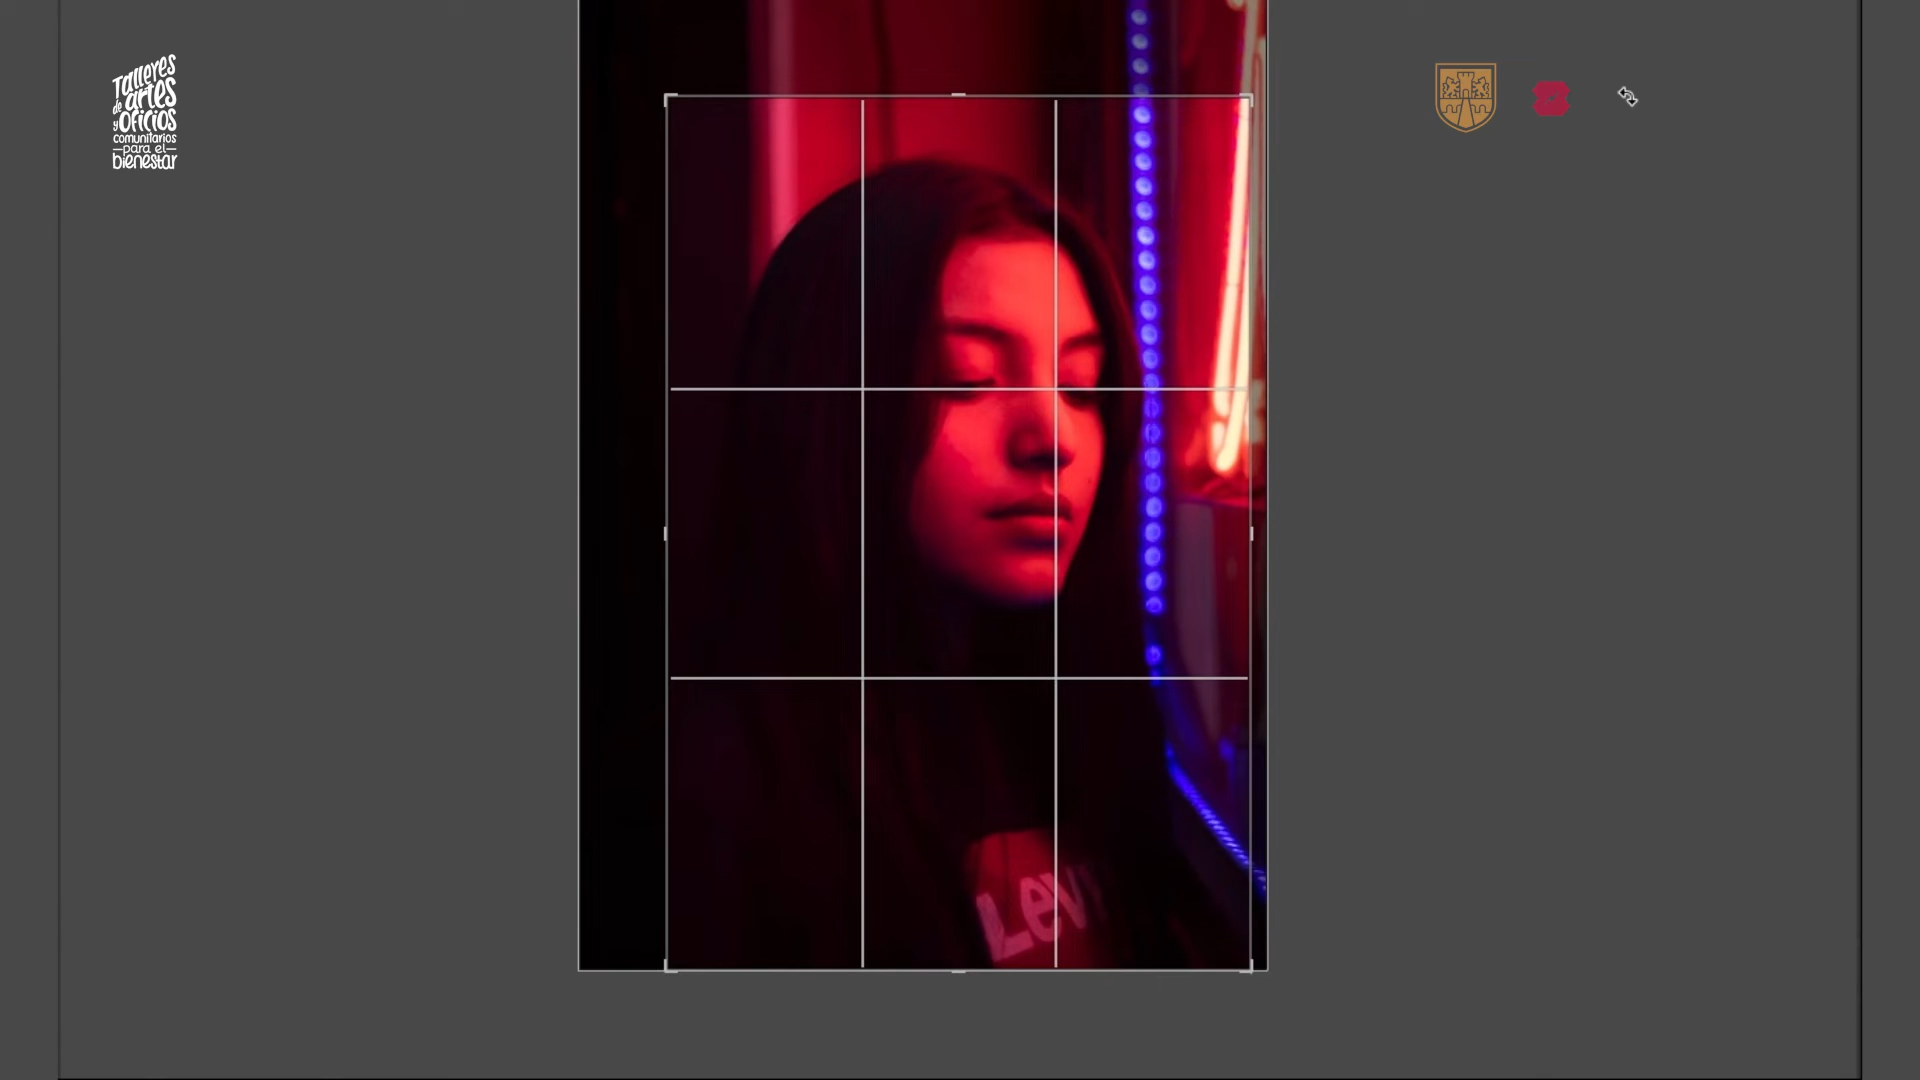 Talleres
de artes
y oficios
comunitarios
para el
bienestar
Lev